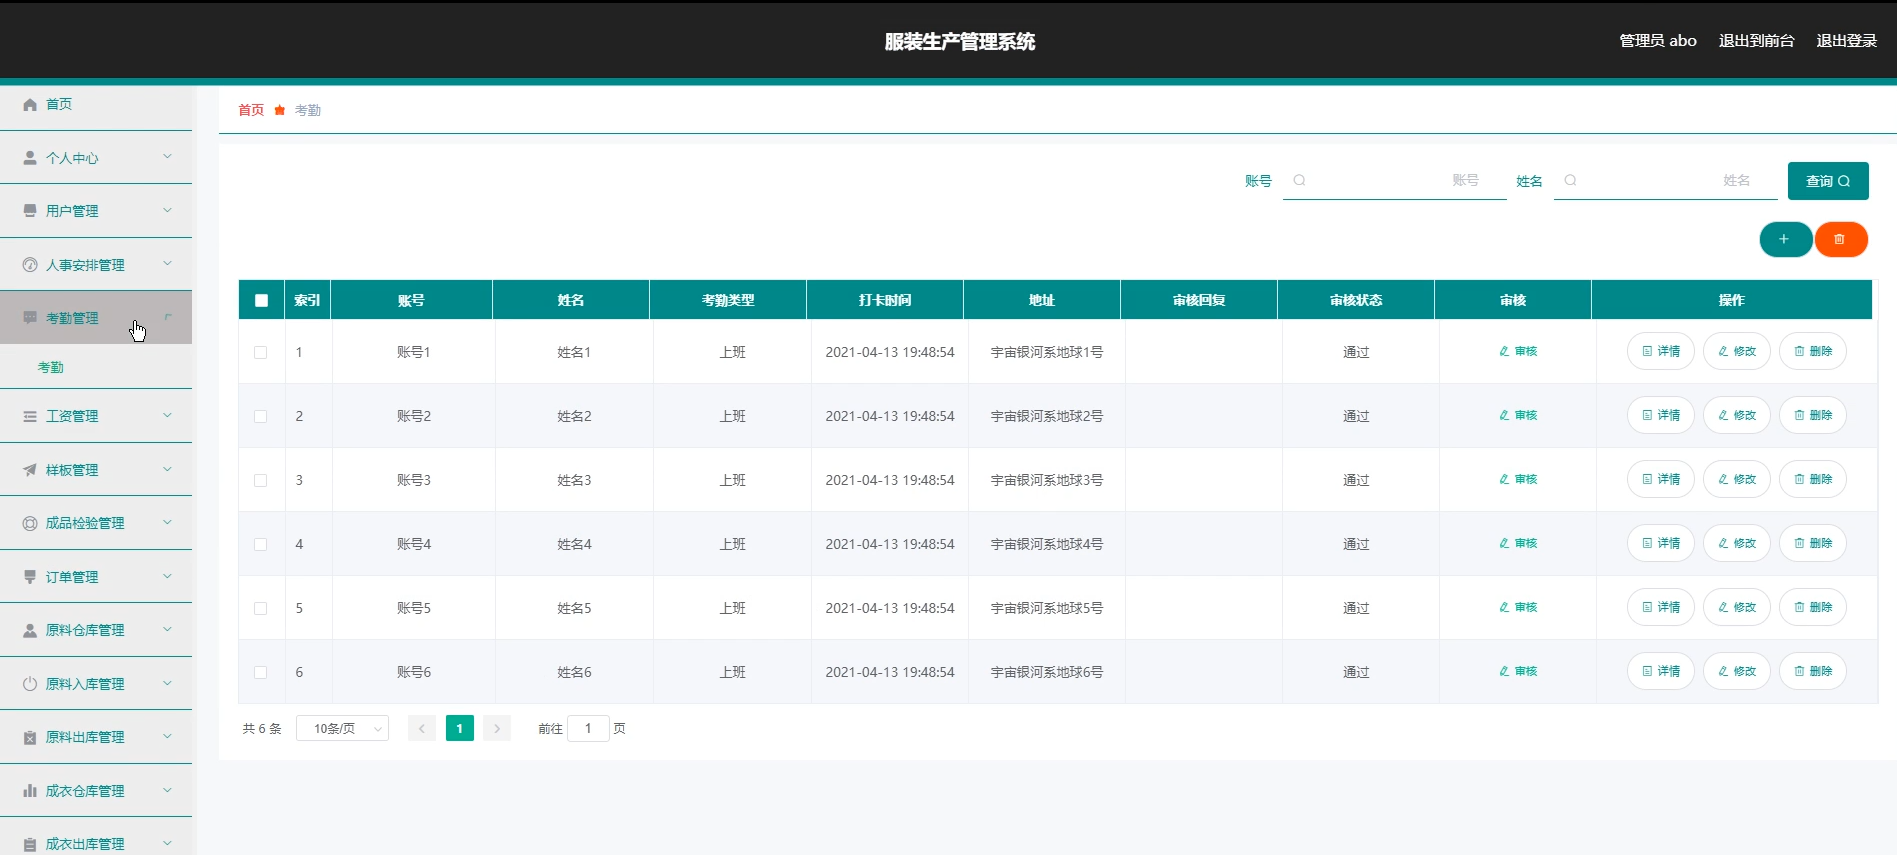 服装生产管理系统
管理员 abo 退出到前台 退出登录
首页
个人中心
用户管理
人事安排管理
考勤管理
考勤
工资管理
样板管理
成品检验管理
订单管理
原料仓库管理
原料入库管理
原料出库管理
成衣仓库管理
成衣出库管理
首页 考勤
账号 账号 姓名 姓名 查询
索引 账号 姓名 考勤类型 打卡时间 地址 审核回复 审核状态 审核 操作
1 账号1 姓名1 上班 2021-04-13 19:48:54 宇宙银河系地球1号 通过 审核 详情 修改 删除
2 账号2 姓名2 上班 2021-04-13 19:48:54 宇宙银河系地球2号 通过 审核 详情 修改 删除
3 账号3 姓名3 上班 2021-04-13 19:48:54 宇宙银河系地球3号 通过 审核 详情 修改 删除
4 账号4 姓名4 上班 2021-04-13 19:48:54 宇宙银河系地球4号 通过 审核 详情 修改 删除
5 账号5 姓名5 上班 2021-04-13 19:48:54 宇宙银河系地球5号 通过 审核 详情 修改 删除
6 账号6 姓名6 上班 2021-04-13 19:48:54 宇宙银河系地球6号 通过 审核 详情 修改 删除
共 6 条 10条/页 1 前往 1 页